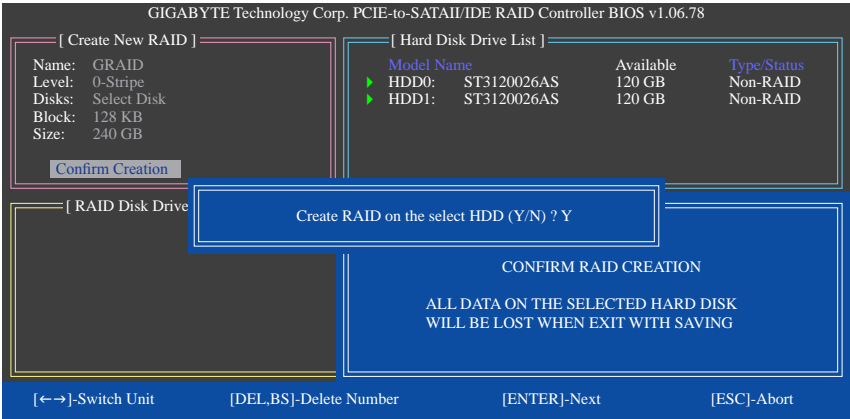 GIGABYTE Technology Corp. PCIE-to-SATAII/IDE RAID Controller BIOS v1.06.78
[ Create New RAID ]
Name: GRAID
Level: 0-Stripe
Disks: Select Disk
Block: 128 KB
Size: 240 GB
Confirm Creation
[ Hard Disk Drive List ]
Model Name Available Type/Status
HDD0: ST3120026AS 120 GB Non-RAID
HDD1: ST3120026AS 120 GB Non-RAID
[ RAID Disk Drive
Create RAID on the select HDD (Y/N) ? Y
CONFIRM RAID CREATION
ALL DATA ON THE SELECTED HARD DISK
WILL BE LOST WHEN EXIT WITH SAVING
[←→]-Switch Unit [DEL,BS]-Delete Number [ENTER]-Next [ESC]-Abort